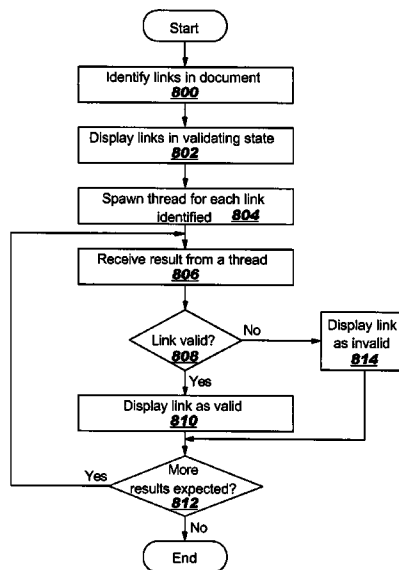 Start
Identify links in document
800
Display links in validating state
802
Spawn thread for each link
identified 804
Receive result from a thread
806
Link valid?
808
No
Display link
as invalid
814
Yes
Display link as valid
810
More
results expected?
812
Yes
No
End